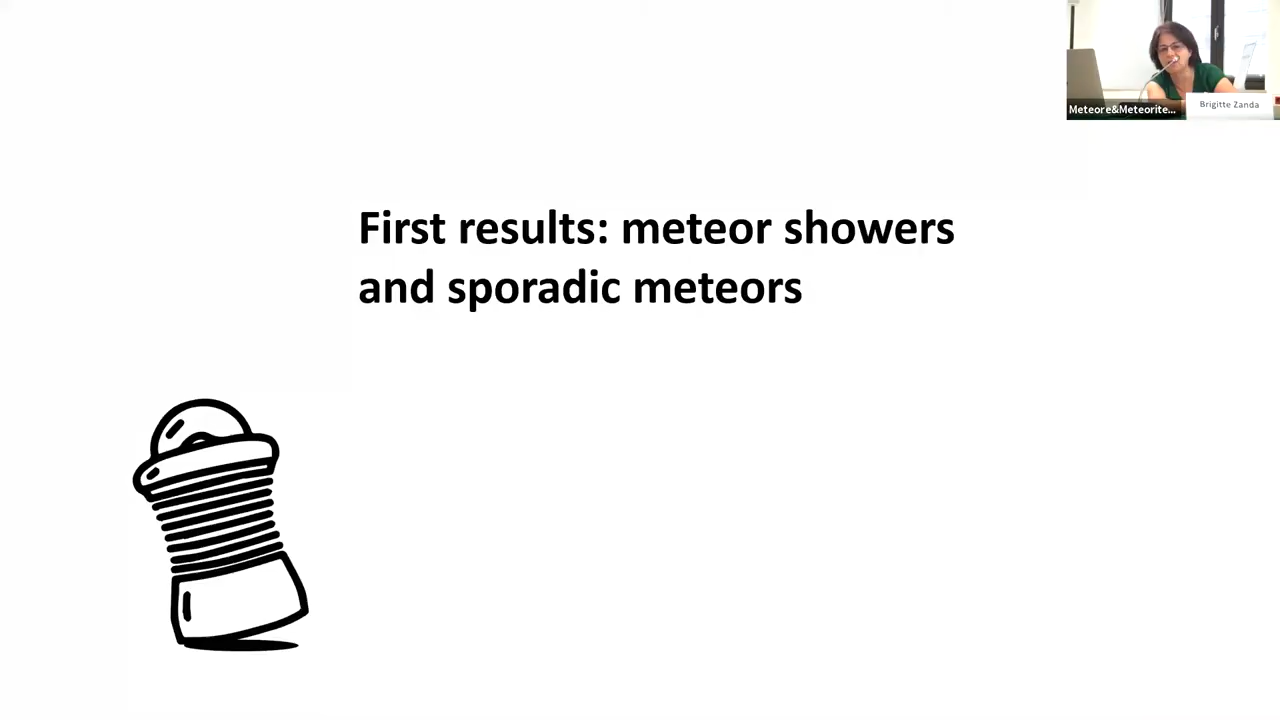 Meteore&Meteorite...
Brigitte Zanda
First results: meteor showers
and sporadic meteors